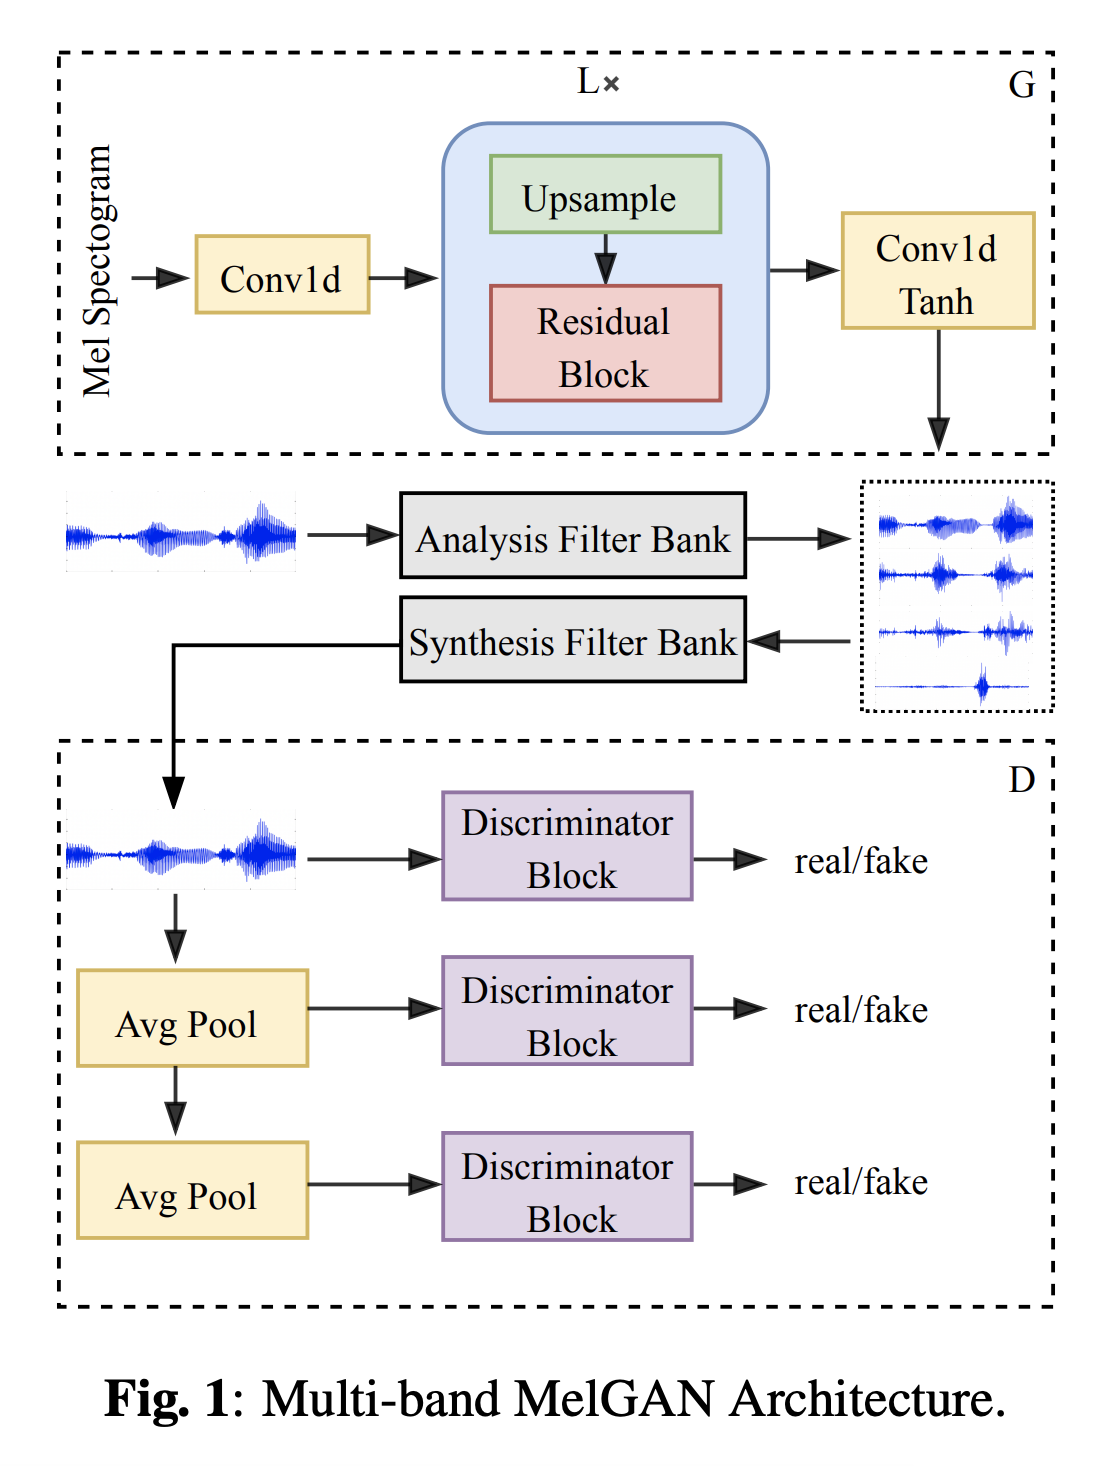 L×
G
Mel Spectogram
Conv1d
Upsample
Residual
Block
Conv1d
Tanh
Analysis Filter Bank
Synthesis Filter Bank
D
Discriminator
Block
real/fake
Avg Pool
Discriminator
Block
real/fake
Avg Pool
Discriminator
Block
real/fake
Fig. 1: Multi-band MelGAN Architecture.